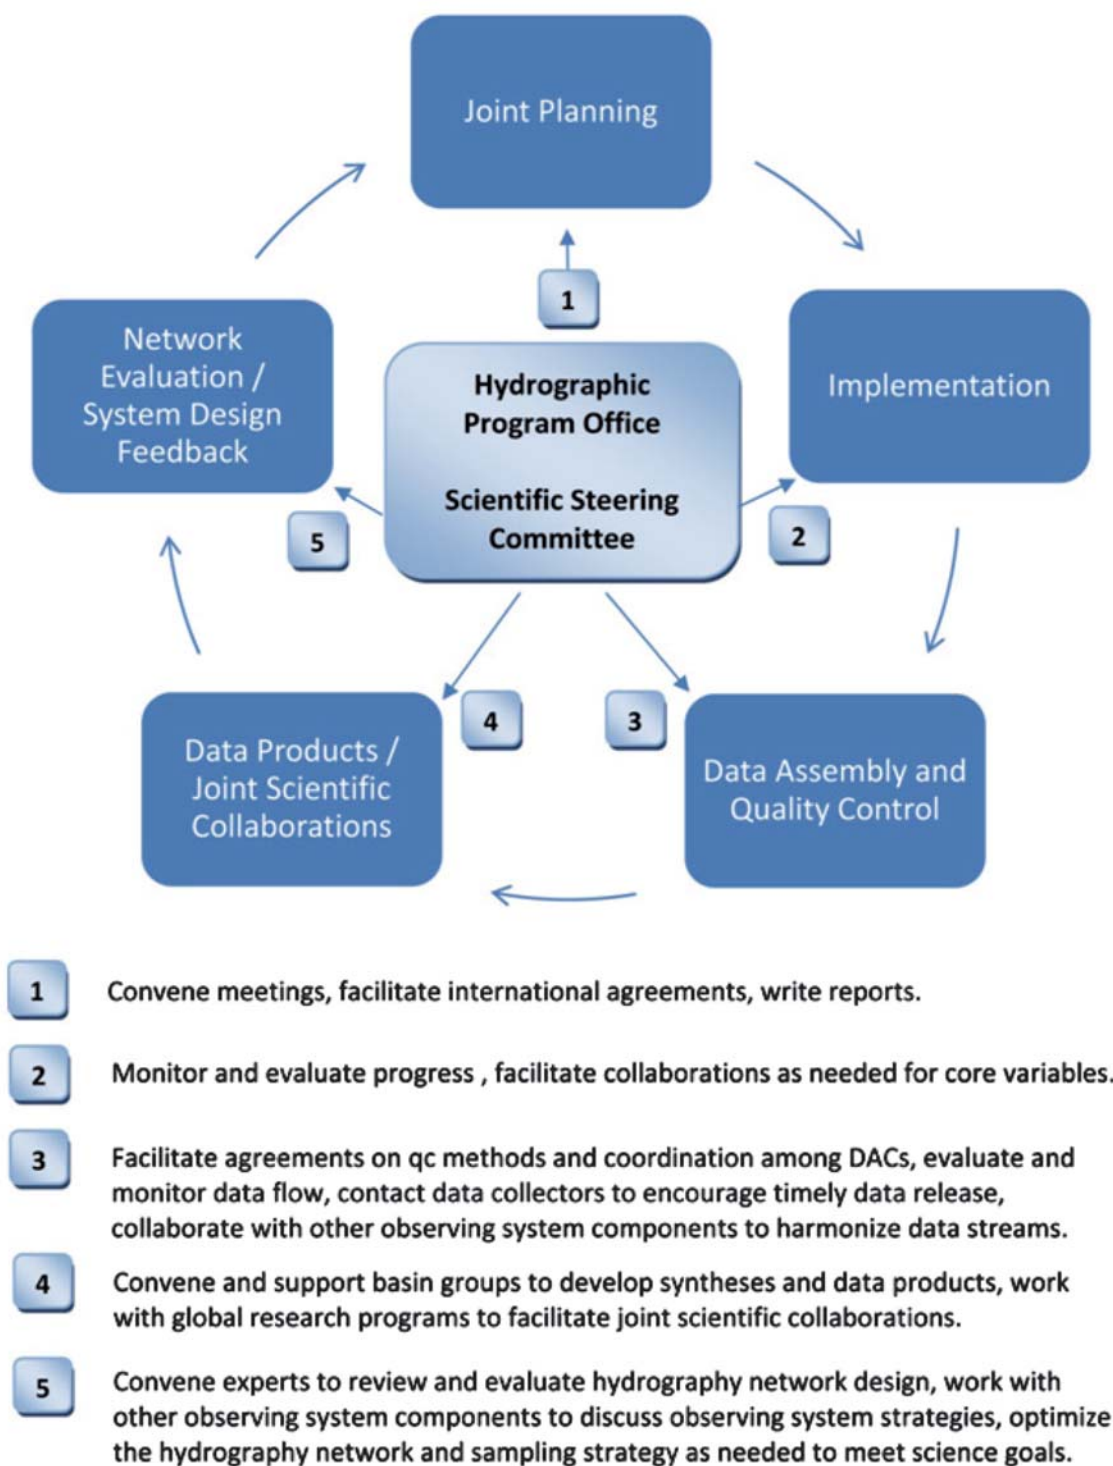 Joint Planning
1
Network
Evaluation /
System Design
Feedback
Hydrographic
Program Office
Scientific Steering
Committee
Implementation
5
2
4
3
Data Products /
Joint Scientific
Collaborations
Data Assembly and
Quality Control
1 Convene meetings, facilitate international agreements, write reports.
2 Monitor and evaluate progress , facilitate collaborations as needed for core variables.
3 Facilitate agreements on qc methods and coordination among DACs, evaluate and
monitor data flow, contact data collectors to encourage timely data release,
collaborate with other observing system components to harmonize data streams.
4 Convene and support basin groups to develop syntheses and data products, work
with global research programs to facilitate joint scientific collaborations.
5 Convene experts to review and evaluate hydrography network design, work with
other observing system components to discuss observing system strategies, optimize
the hydrography network and sampling strategy as needed to meet science goals.